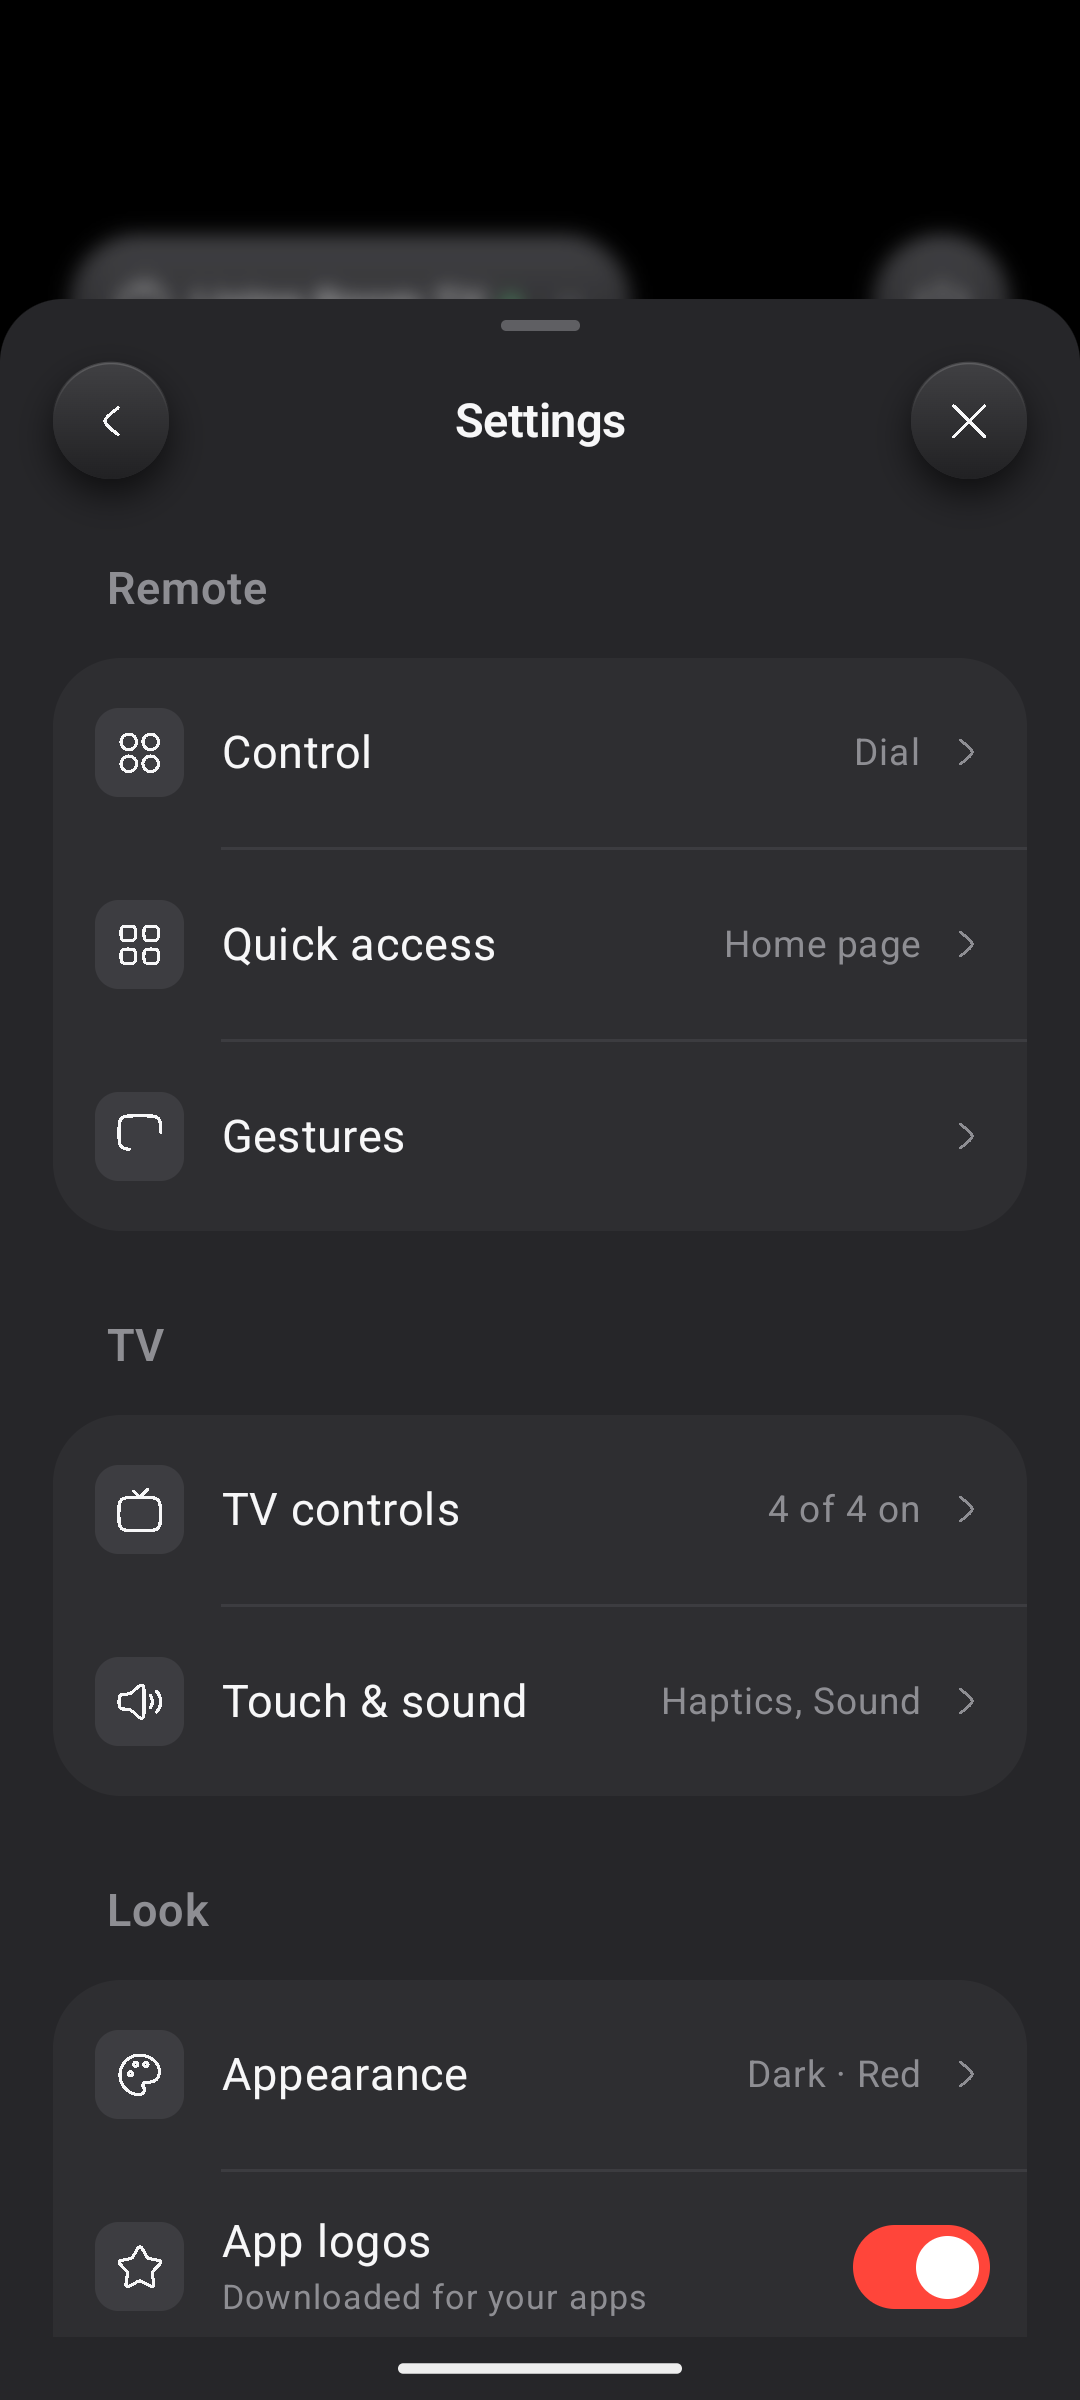 Settings
Remote
Control
Dial
Quick access
Home page
Gestures
TV
TV controls
4 of 4 on
Touch & sound
Haptics, Sound
Look
Appearance
Dark · Red
App logos
Downloaded for your apps